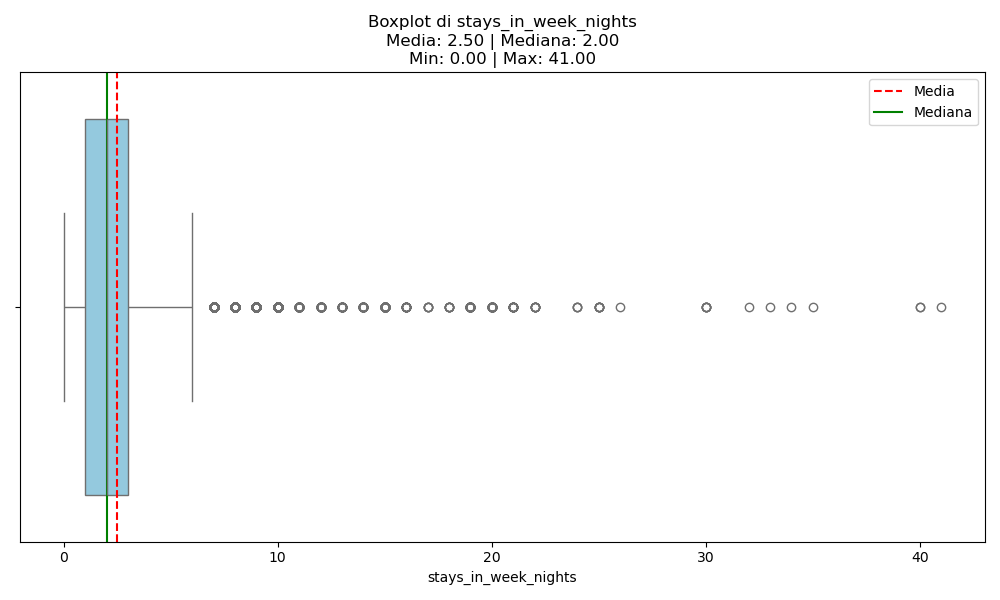 Boxplot di stays_in_week_nights
Media: 2.50 | Mediana: 2.00
Min: 0.00 | Max: 41.00
Media
Mediana
0
10
20
30
40
stays_in_week_nights